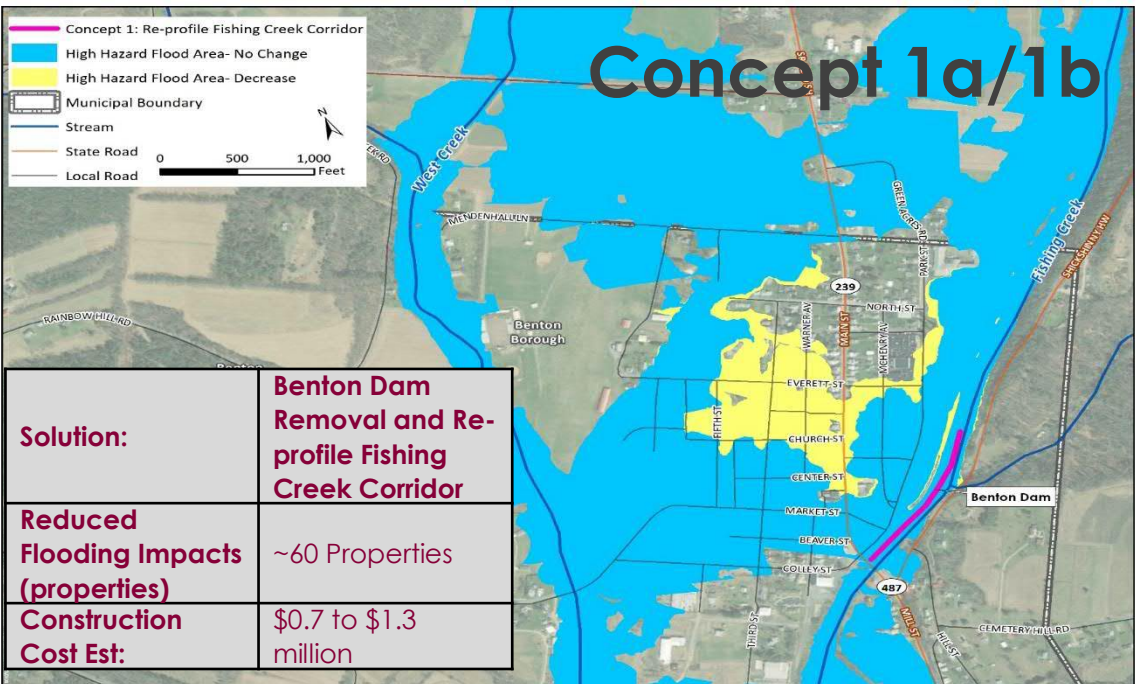 Concept 1a/1b
Concept 1: Re-profile Fishing Creek Corridor
High Hazard Flood Area- No Change
High Hazard Flood Area- Decrease
Municipal Boundary
Stream
State Road
Local Road
N
0 500 1,000
Feet
West Creek
MENDENHALL LN
GREEN ACRES RD
PARK ST
Fishing Creek
SHICKSHINNY HW
239
NORTH ST
WARNER AV
MAIN ST
MCHENRY AV
RAINBOW HILL RD
Benton
Borough
EVERETT ST
FIFTH ST
CHURCH ST
CENTER ST
Benton Dam
MARKET ST
BEAVER ST
COLLEY ST
487
THIRD ST
MILL ST
HILL ST
CEMETERY HILL RD
Solution:
Benton Dam
Removal and Re-
profile Fishing
Creek Corridor
Reduced
Flooding Impacts
(properties)
~60 Properties
Construction
Cost Est:
$0.7 to $1.3
million